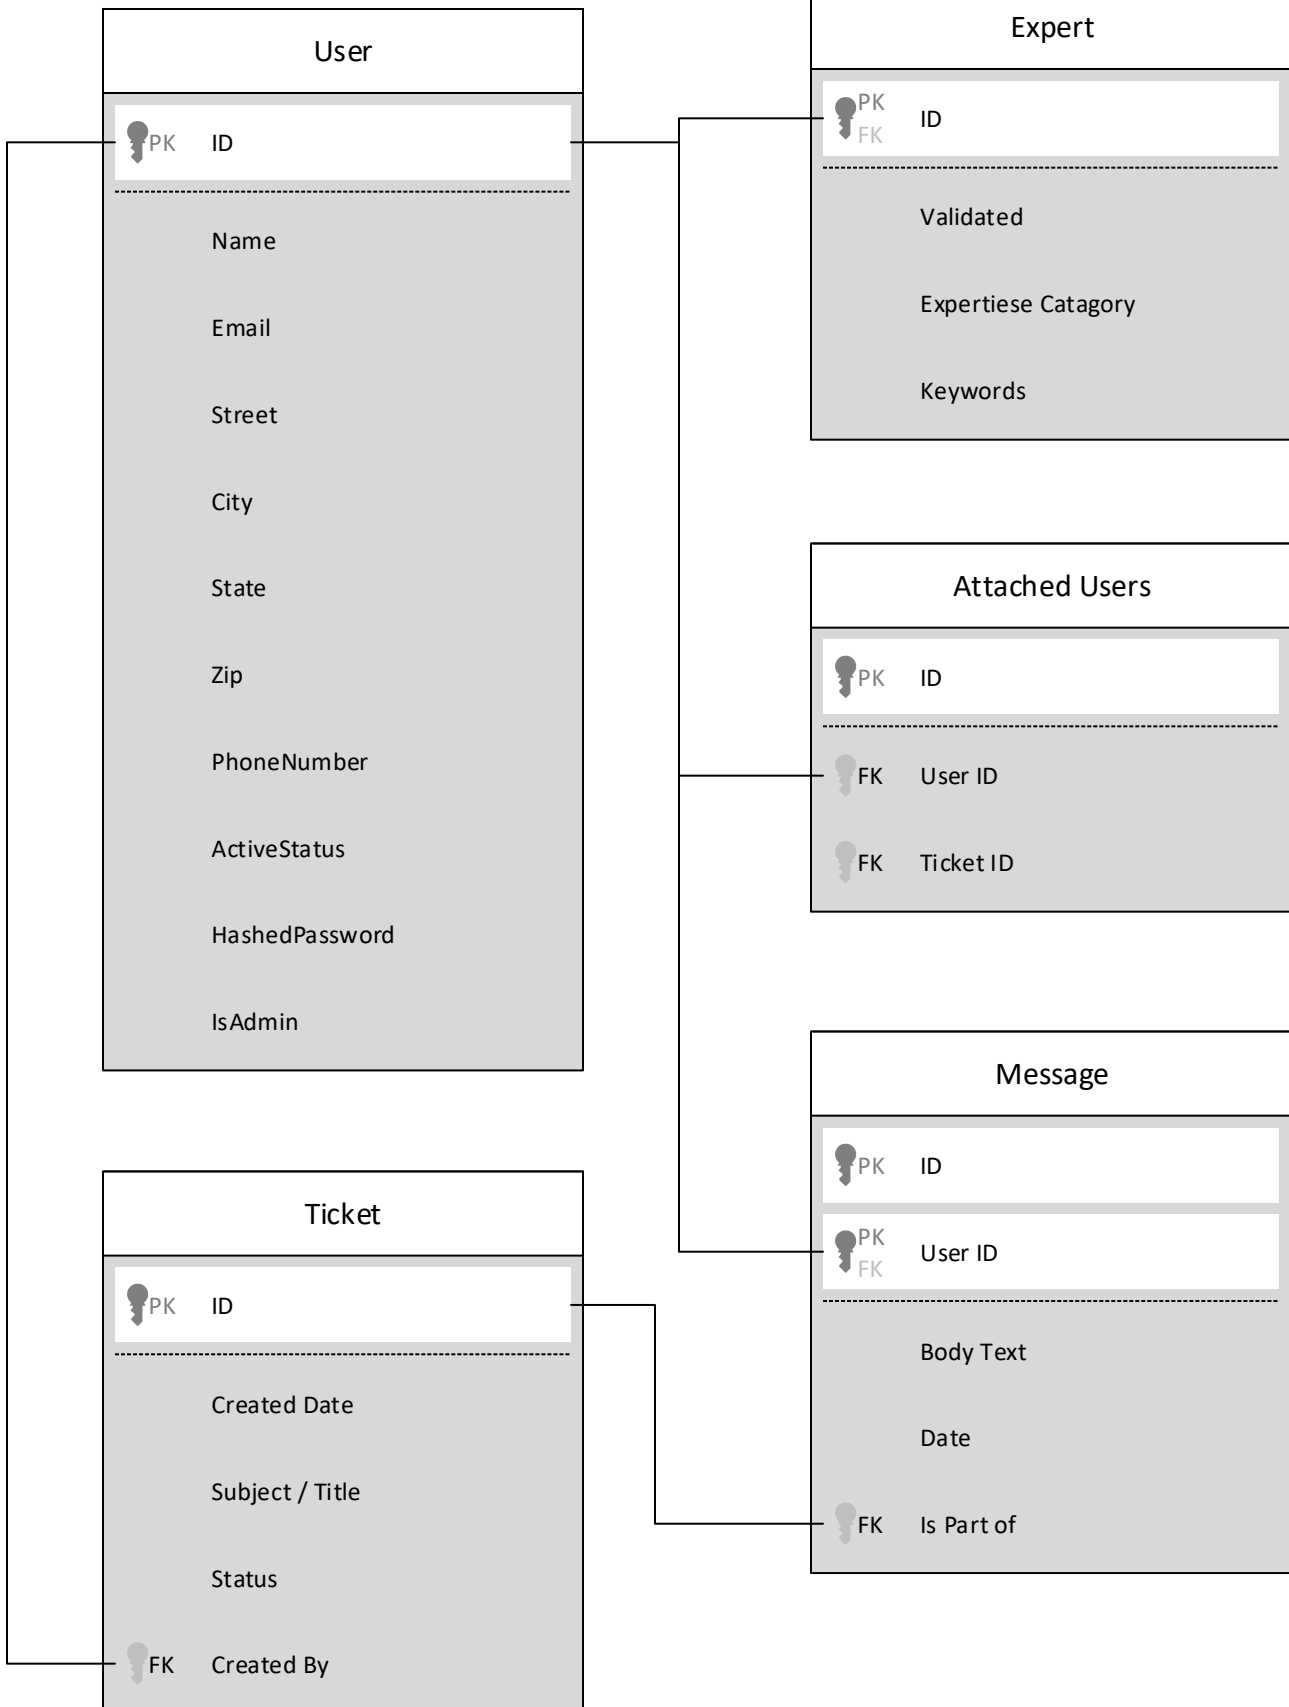 User
PK ID
Name
Email
Street
City
State
Zip
PhoneNumber
ActiveStatus
HashedPassword
IsAdmin
Ticket
PK ID
Created Date
Subject / Title
Status
FK Created By
Expert
PK
FK
ID
Validated
Expertiese Catagory
Keywords
Attached Users
PK ID
FK User ID
FK Ticket ID
Message
PK ID
PK
FK
User ID
Body Text
Date
FK Is Part of